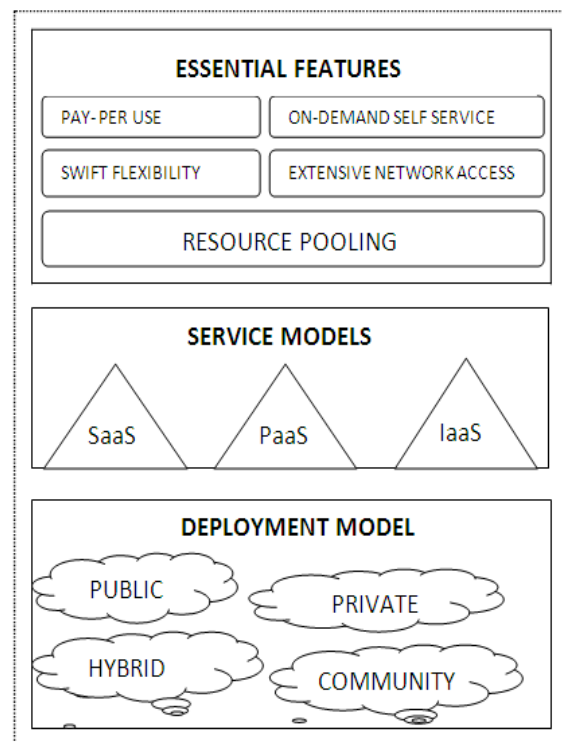 ESSENTIAL FEATURES
PAY- PER USE
ON-DEMAND SELF SERVICE
SWIFT FLEXIBILITY
EXTENSIVE NETWORK ACCESS
RESOURCE POOLING
SERVICE MODELS
SaaS
PaaS
IaaS
DEPLOYMENT MODEL
PUBLIC
PRIVATE
HYBRID
COMMUNITY